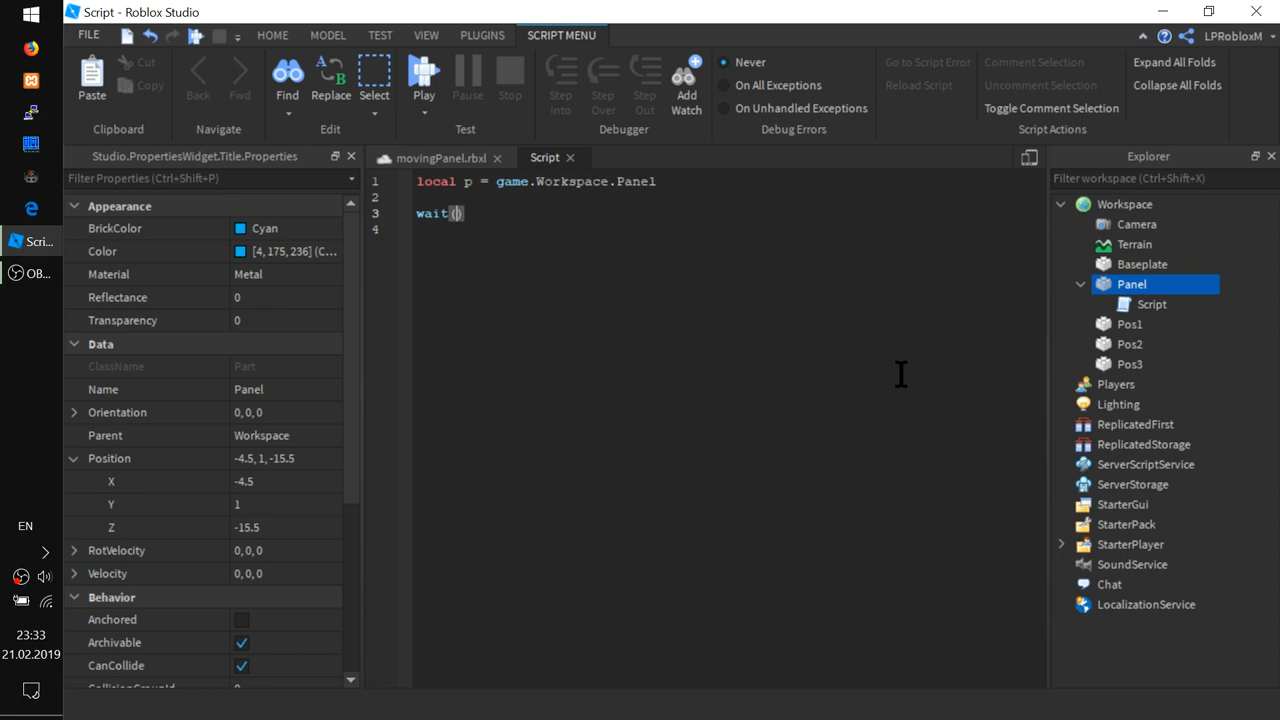 Script - Roblox Studio
FILE
HOME
MODEL
TEST
VIEW
PLUGINS
SCRIPT MENU
LPRobloxM
Paste
Cut
Copy
Clipboard
Back
Fwd
Navigate
Find
Replace
Select
Edit
Play
Pause
Stop
Test
Step Into
Step Over
Step Out
Add Watch
Debugger
Never
On All Exceptions
On Unhandled Exceptions
Debug Errors
Go to Script Error
Reload Script
Comment Selection
Uncomment Selection
Toggle Comment Selection
Expand All Folds
Collapse All Folds
Script Actions
Studio.PropertiesWidget.Title.Properties
Filter Properties (Ctrl+Shift+P)
Appearance
BrickColor Cyan
Color [4, 175, 236] (C...
Material Metal
Reflectance 0
Transparency 0
Data
ClassName Part
Name Panel
Orientation 0, 0, 0
Parent Workspace
Position -4.5, 1, -15.5
X -4.5
Y 1
Z -15.5
RotVelocity 0, 0, 0
Velocity 0, 0, 0
Behavior
Anchored
Archivable
CanCollide
movingPanel.rbxl
Script
1 local p = game.Workspace.Panel
2
3 wait()
4
Explorer
Filter workspace (Ctrl+Shift+X)
Workspace
Camera
Terrain
Baseplate
Panel
Script
Pos1
Pos2
Pos3
Players
Lighting
ReplicatedFirst
ReplicatedStorage
ServerScriptService
ServerStorage
StarterGui
StarterPack
StarterPlayer
SoundService
Chat
LocalizationService
Scri...
OB...
EN
23:33
21.02.2019